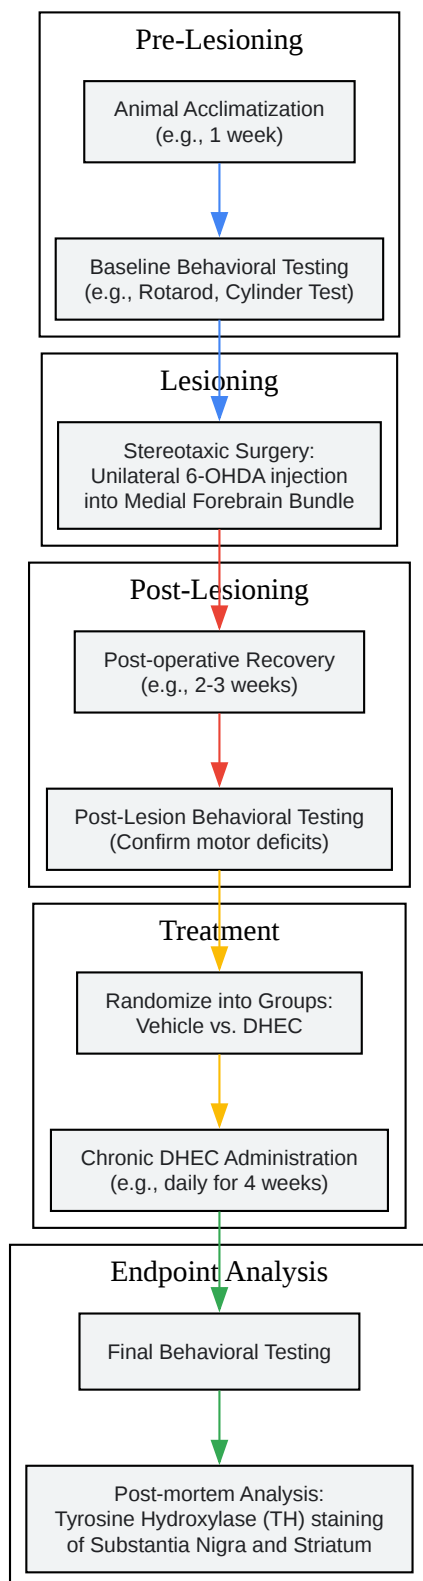 Pre-Lesioning
Animal Acclimatization
(e.g., 1 week)
Baseline Behavioral Testing
(e.g., Rotarod, Cylinder Test)
Lesioning
Stereotaxic Surgery:
Unilateral 6-OHDA injection
into Medial Forebrain Bundle
Post-Lesioning
Post-operative Recovery
(e.g., 2-3 weeks)
Post-Lesion Behavioral Testing
(Confirm motor deficits)
Treatment
Randomize into Groups:
Vehicle vs. DHEC
Chronic DHEC Administration
(e.g., daily for 4 weeks)
Endpoint Analysis
Final Behavioral Testing
Post-mortem Analysis:
Tyrosine Hydroxylase (TH) staining
of Substantia Nigra and Striatum